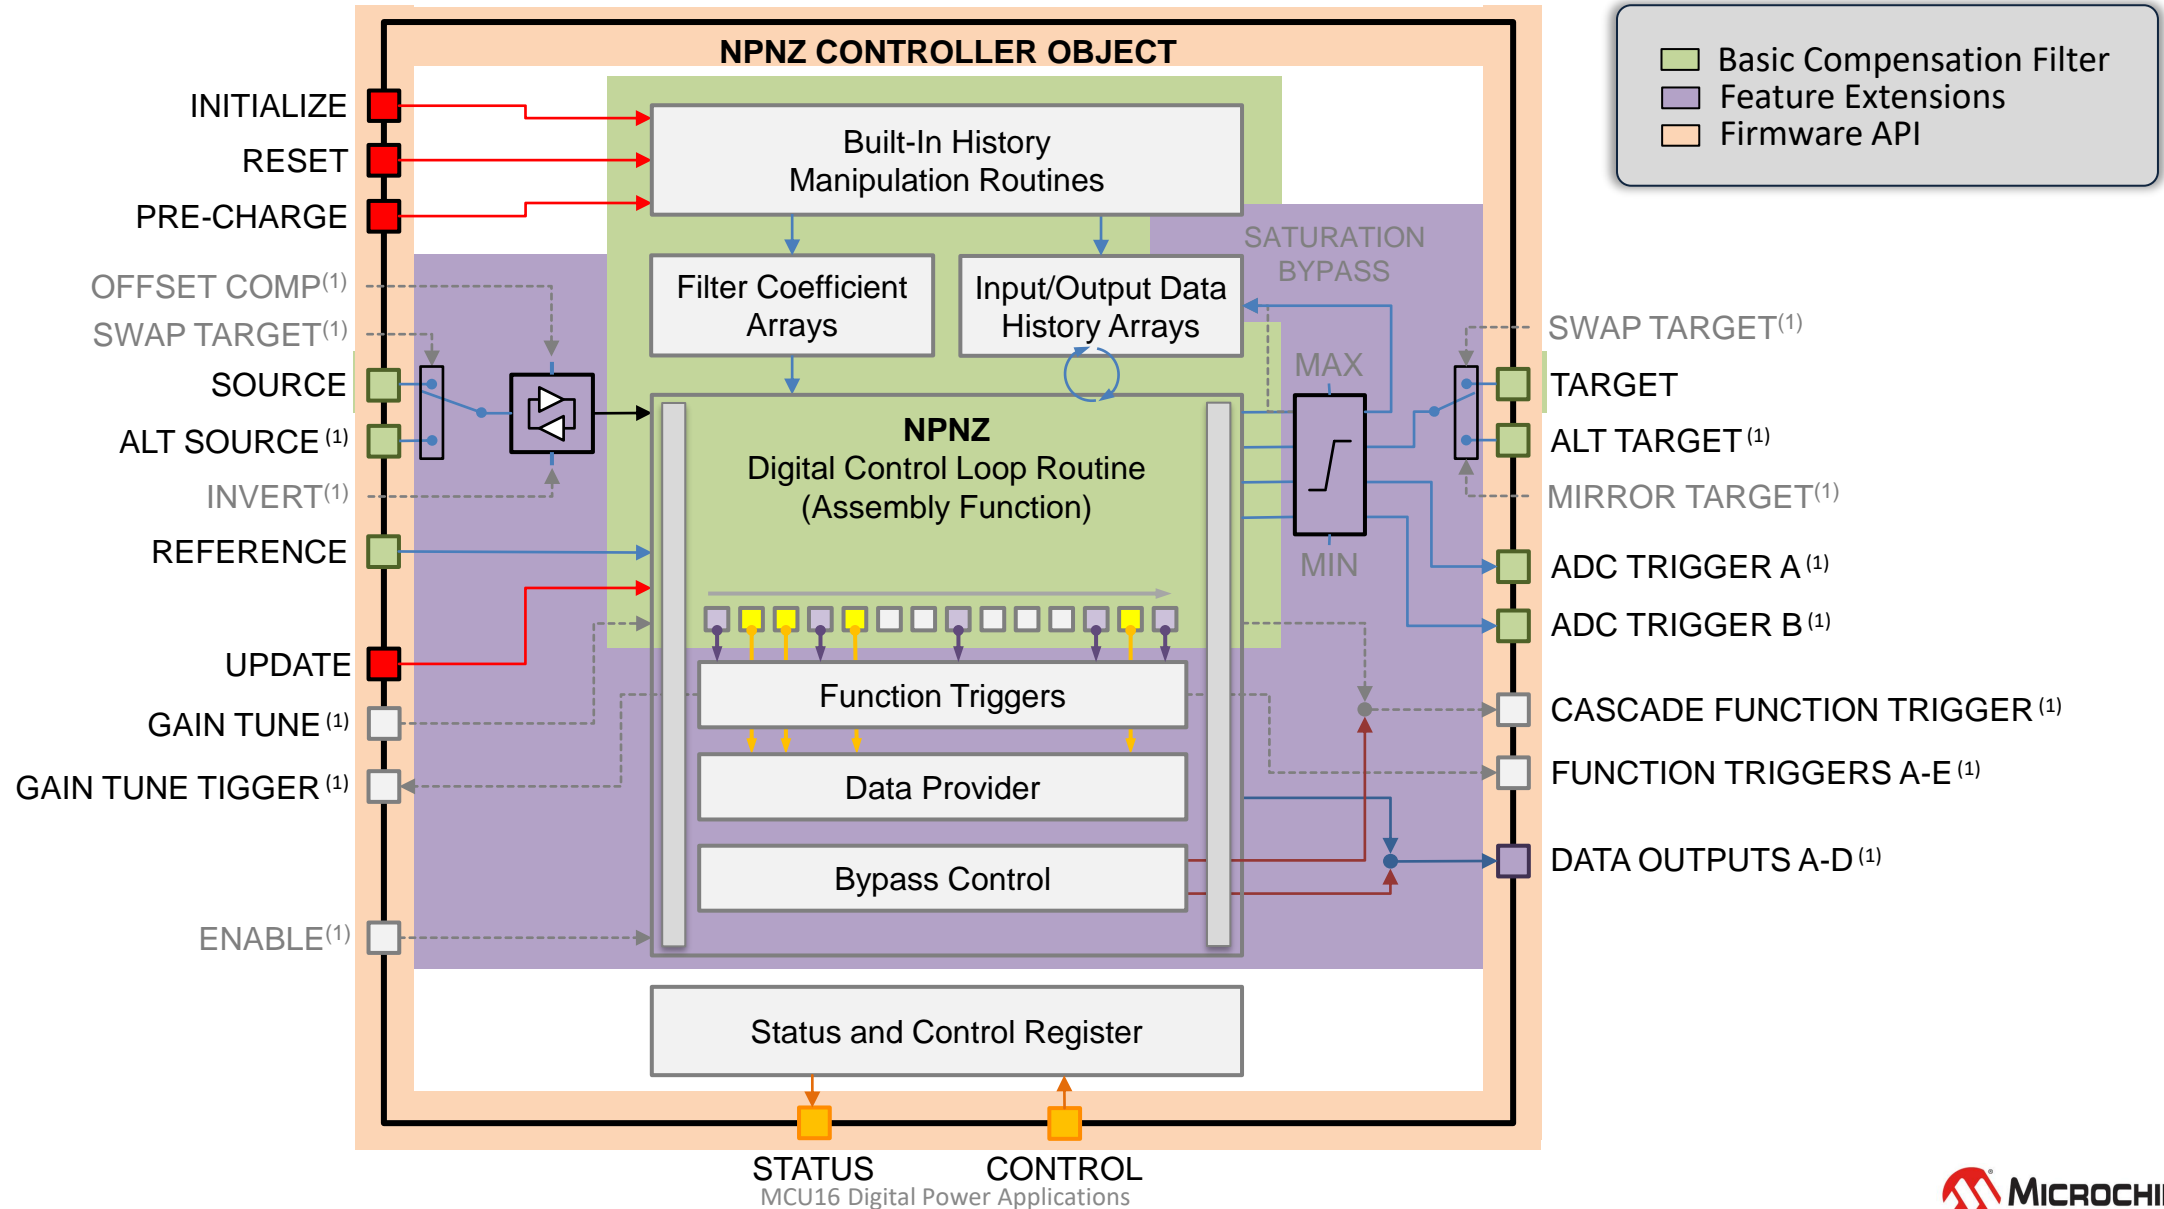 NPNZ CONTROLLER OBJECT
Basic Compensation Filter
Feature Extensions
Firmware API
INITIALIZE
RESET
PRE-CHARGE
OFFSET COMP(1)
SWAP TARGET(1)
SOURCE
ALT SOURCE (1)
INVERT(1)
REFERENCE
UPDATE
GAIN TUNE (1)
GAIN TUNE TIGGER (1)
ENABLE(1)
Built-In History
Manipulation Routines
Filter Coefficient
Arrays
Input/Output Data
History Arrays
SATURATION
BYPASS
MAX
MIN
NPNZ
Digital Control Loop Routine
(Assembly Function)
Function Triggers
Data Provider
Bypass Control
Status and Control Register
SWAP TARGET(1)
TARGET
ALT TARGET (1)
MIRROR TARGET(1)
ADC TRIGGER A (1)
ADC TRIGGER B (1)
CASCADE FUNCTION TRIGGER (1)
FUNCTION TRIGGERS A-E (1)
DATA OUTPUTS A-D (1)
STATUS
CONTROL
MCU16 Digital Power Applications